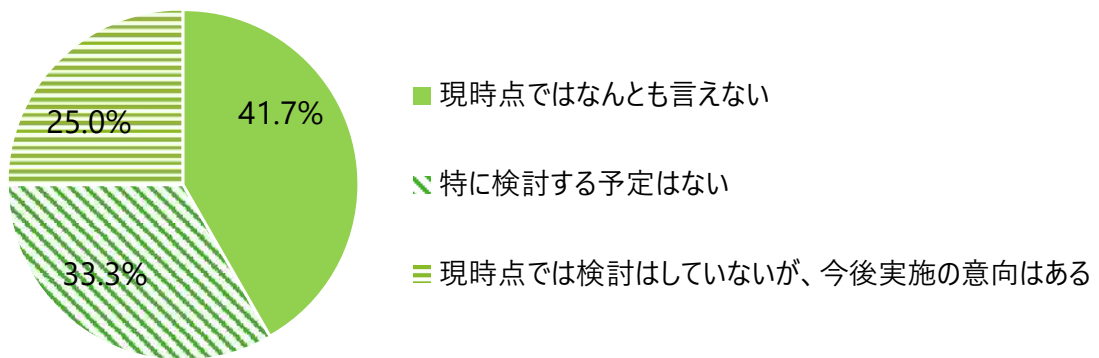 41.7%
25.0%
33.3%
現時点ではなんとも言えない
特に検討する予定はない
現時点では検討はしていないが、今後実施の意向はある